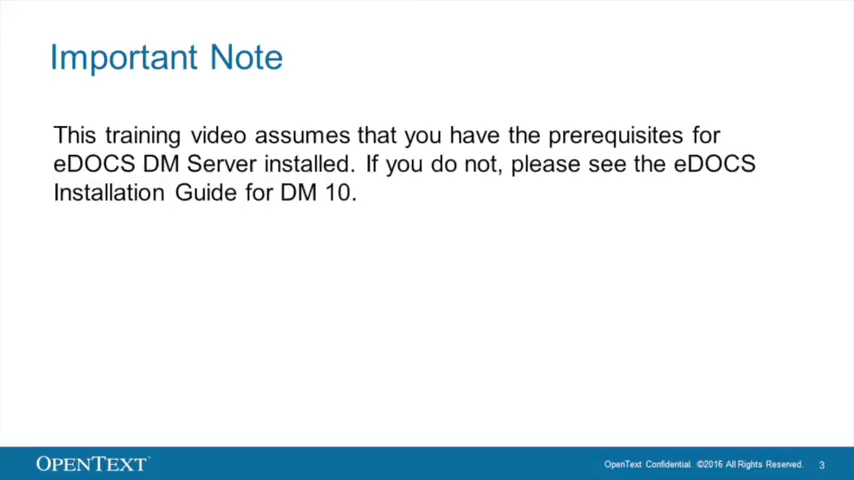 Important Note
This training video assumes that you have the prerequisites for
eDOCS DM Server installed. If you do not, please see the eDOCS
Installation Guide for DM 10.
OPENTEXT™
OpenText Confidential. ©2016 All Rights Reserved. 3